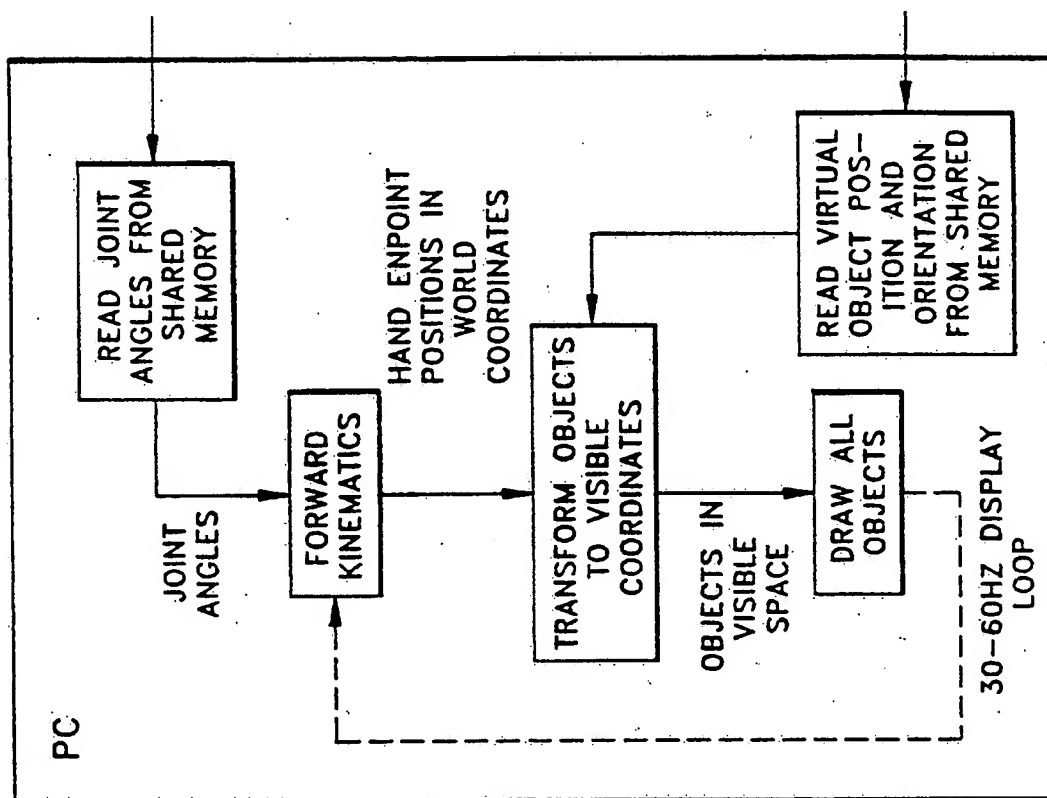 PC
READ JOINT
ANGLES FROM
SHARED
MEMORY
JOINT
ANGLES
FORWARD
KINEMATICS
HAND ENPOINT
POSITIONS IN
WORLD
COORDINATES
TRANSFORM OBJECTS
TO VISIBLE
COORDINATES
READ VIRTUAL
OBJECT POS–
ITION AND
ORIENTATION
FROM SHARED
MEMORY
OBJECTS IN
VISIBLE
SPACE
DRAW ALL
OBJECTS
30–60HZ DISPLAY
LOOP